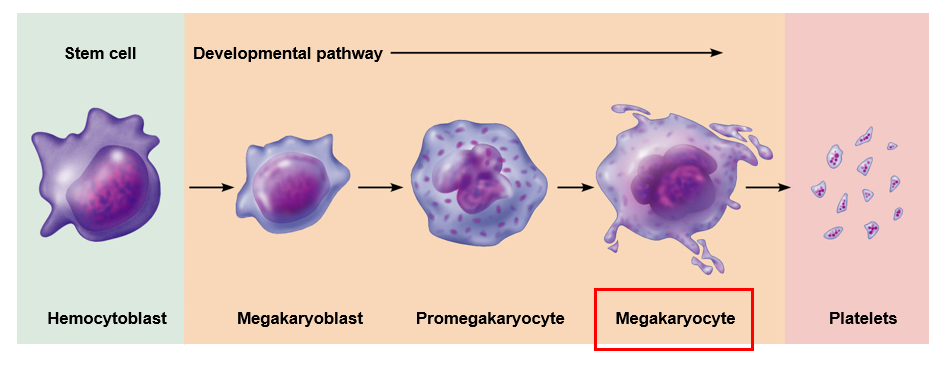 Stem cell
Developmental pathway
Hemocytoblast
Megakaryoblast
Promegakaryocyte
Megakaryocyte
Platelets